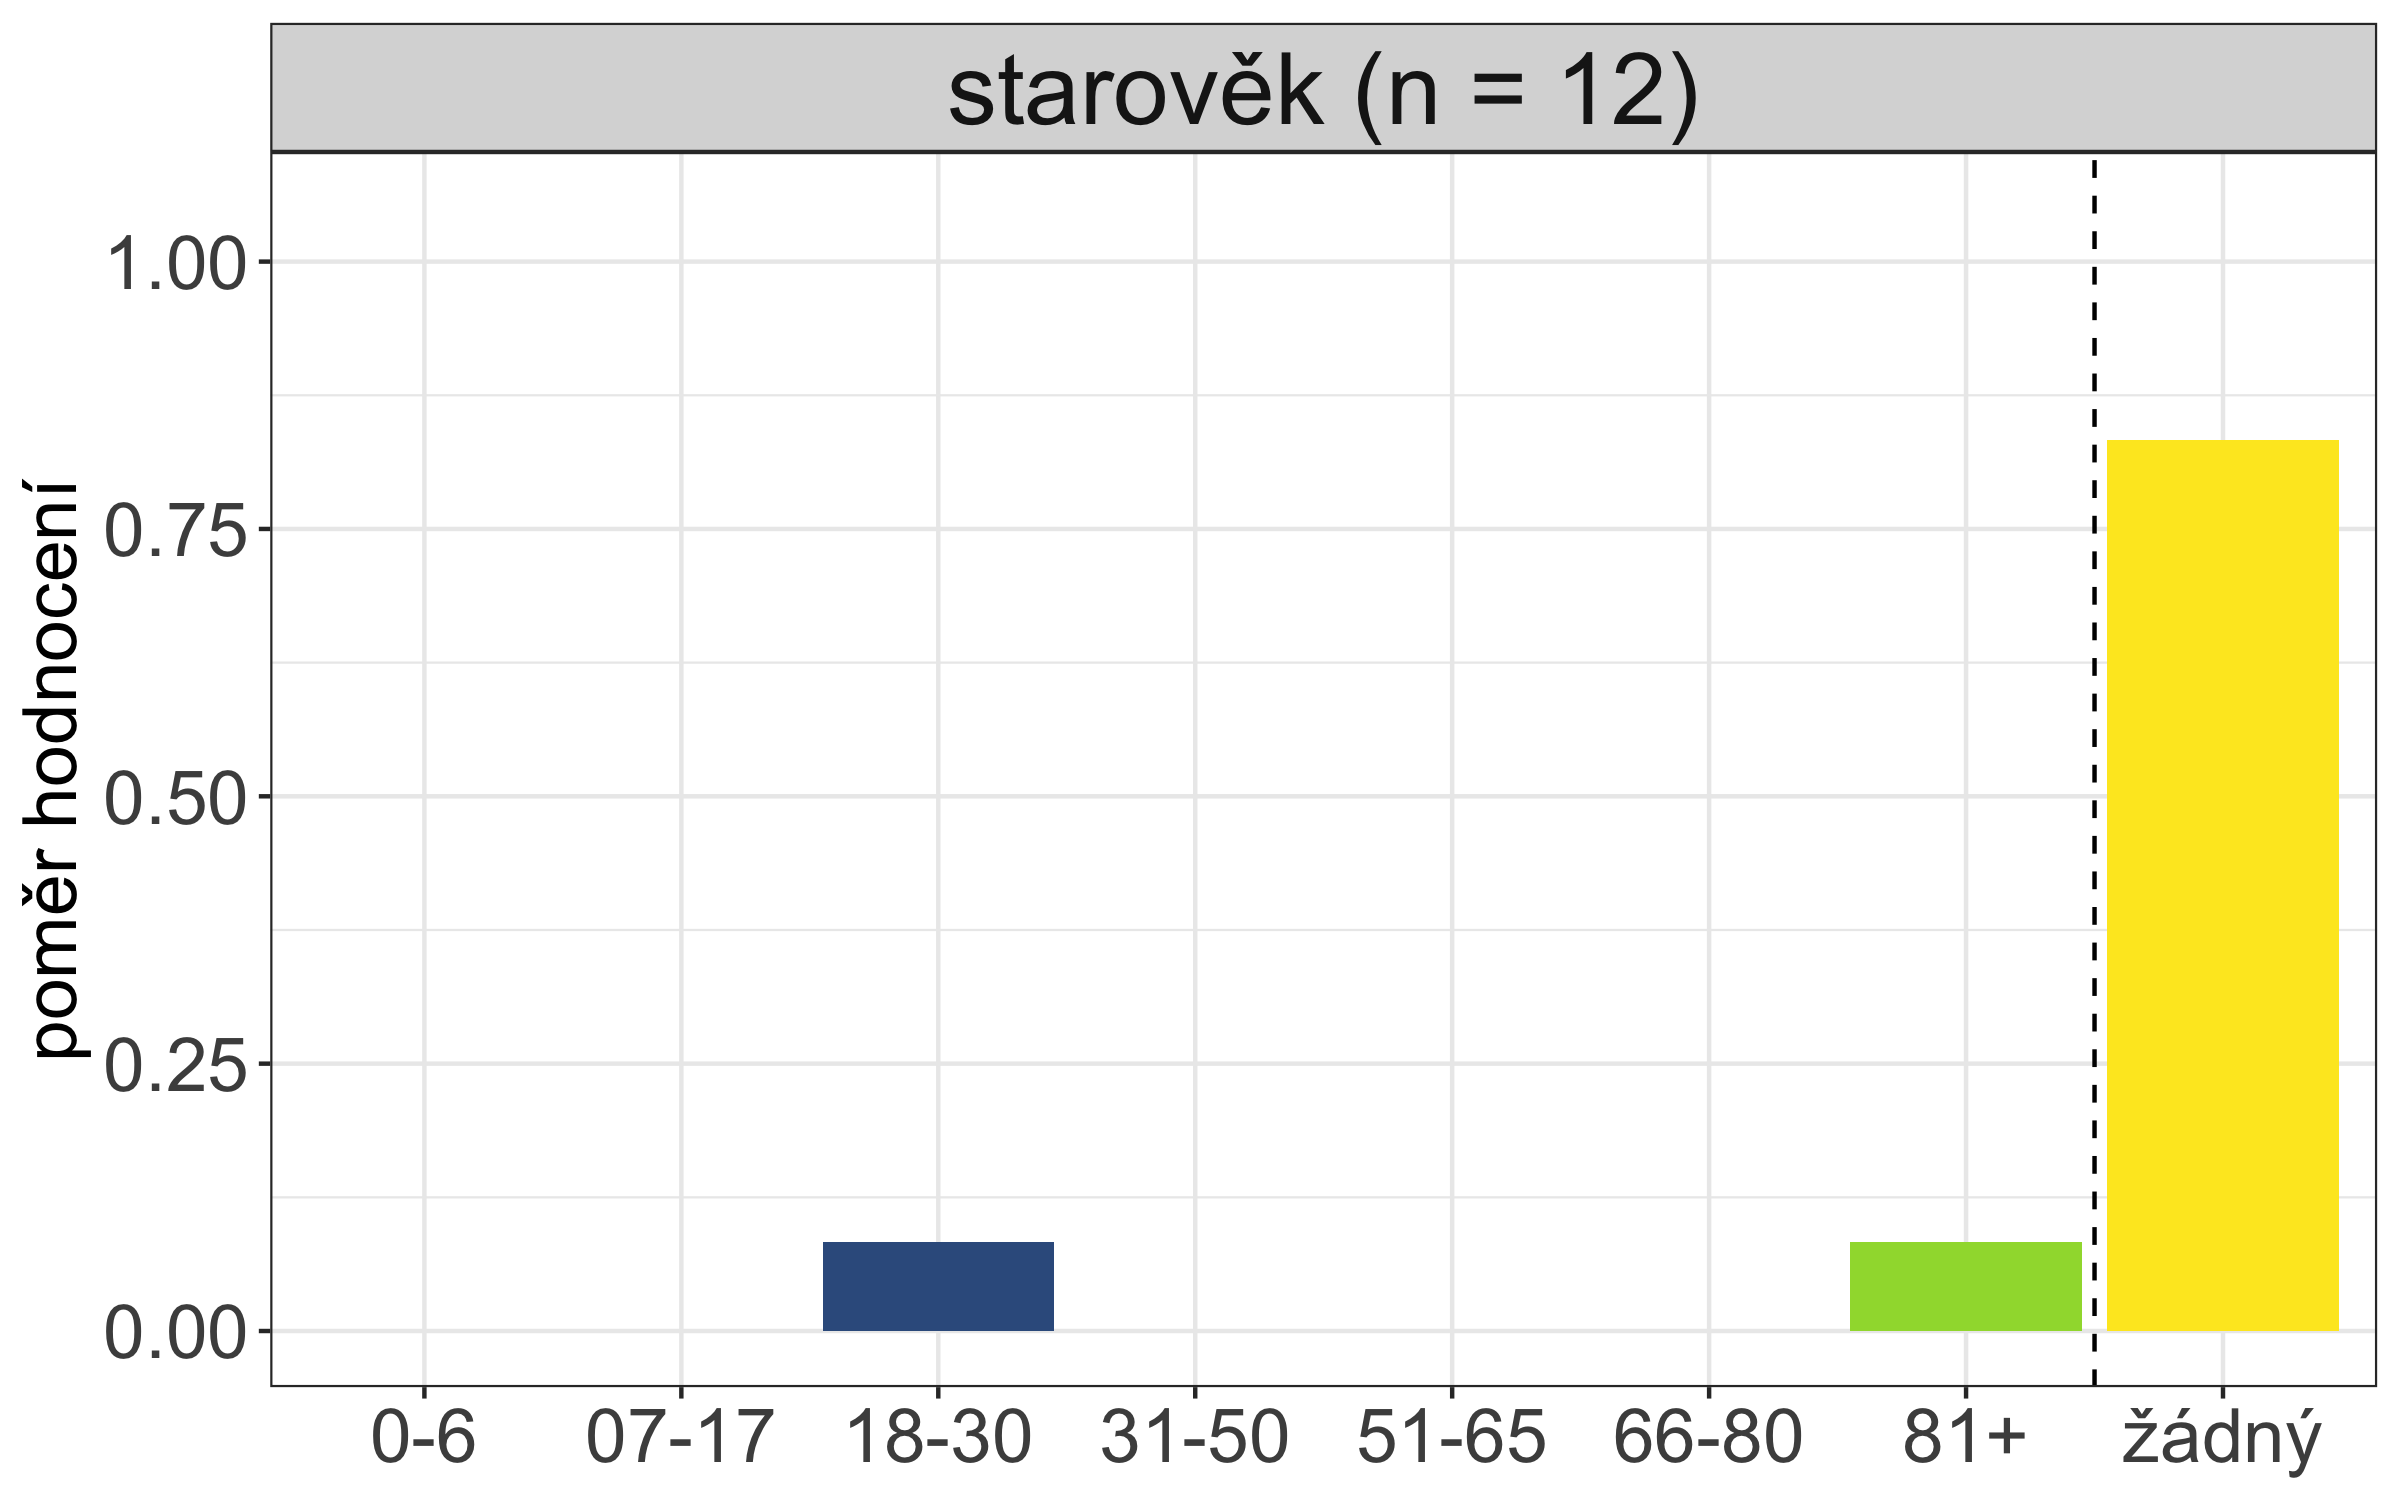 starověk (n = 12)
poměr hodnocení
1.00
0.75
0.50
0.25
0.00
0-6 07-17 18-30 31-50 51-65 66-80 81+ žádný